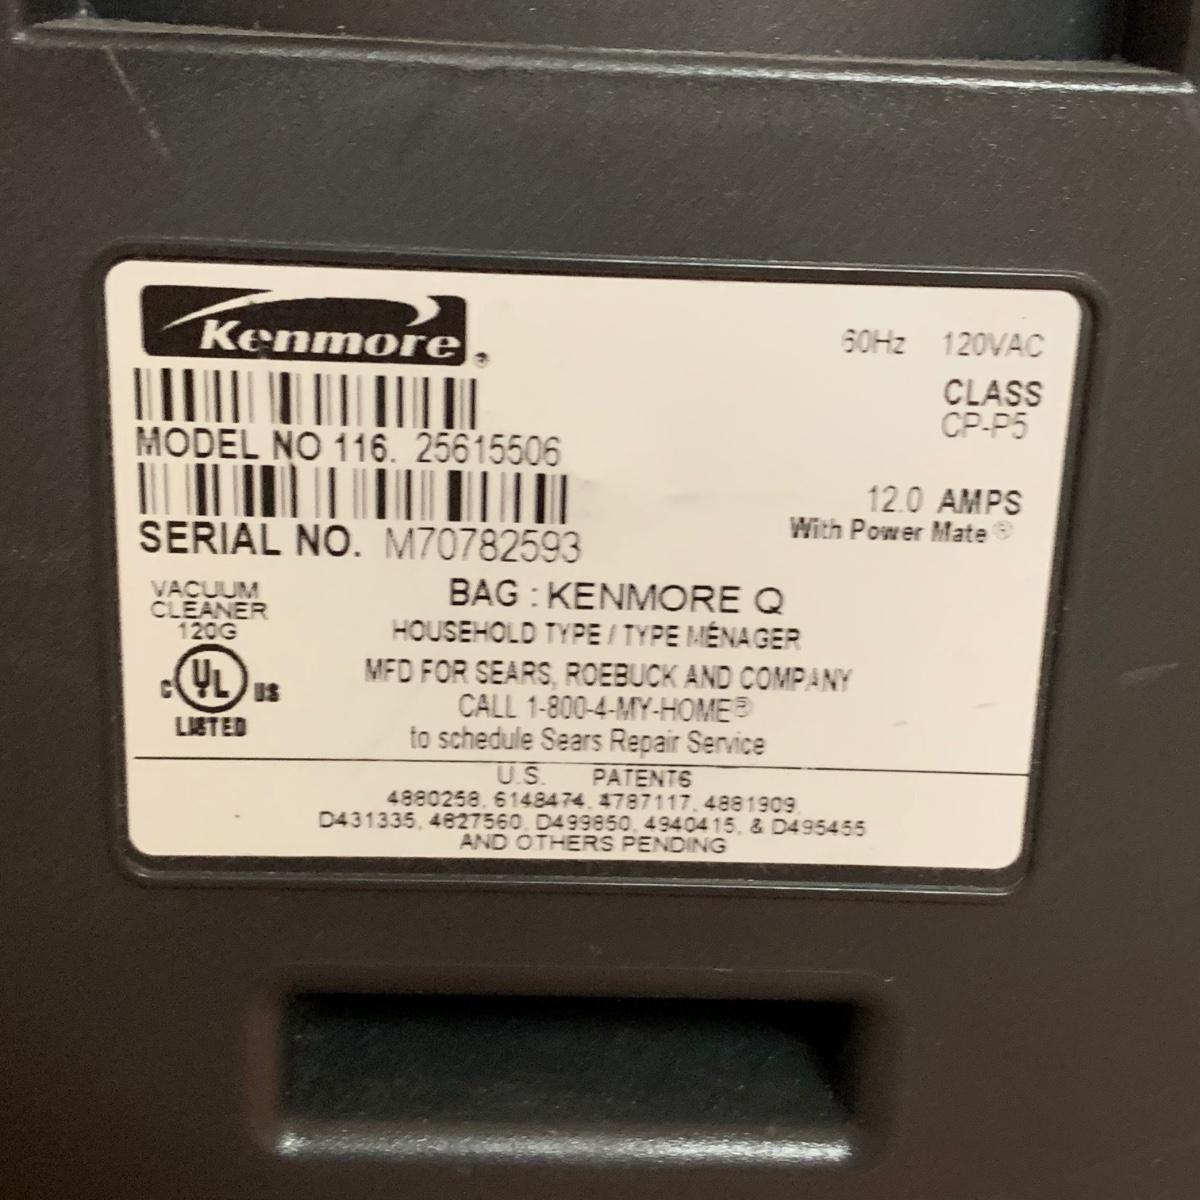 Kenmore®
60Hz 120VAC
CLASS
CP-P5
MODEL NO 116. 25615506
12.0 AMPS
With Power Mate®
SERIAL NO. M70782593
VACUUM
CLEANER
120G
C UL US
LISTED
BAG : KENMORE Q
HOUSEHOLD TYPE / TYPE MÉNAGER
MFD FOR SEARS, ROEBUCK AND COMPANY
CALL 1-800-4-MY-HOME®
to schedule Sears Repair Service
U.S. PATENTS
4880258, 6148474, 4787117, 4881909,
D431335, 4827560, D499850, 4940415, & D495455
AND OTHERS PENDING